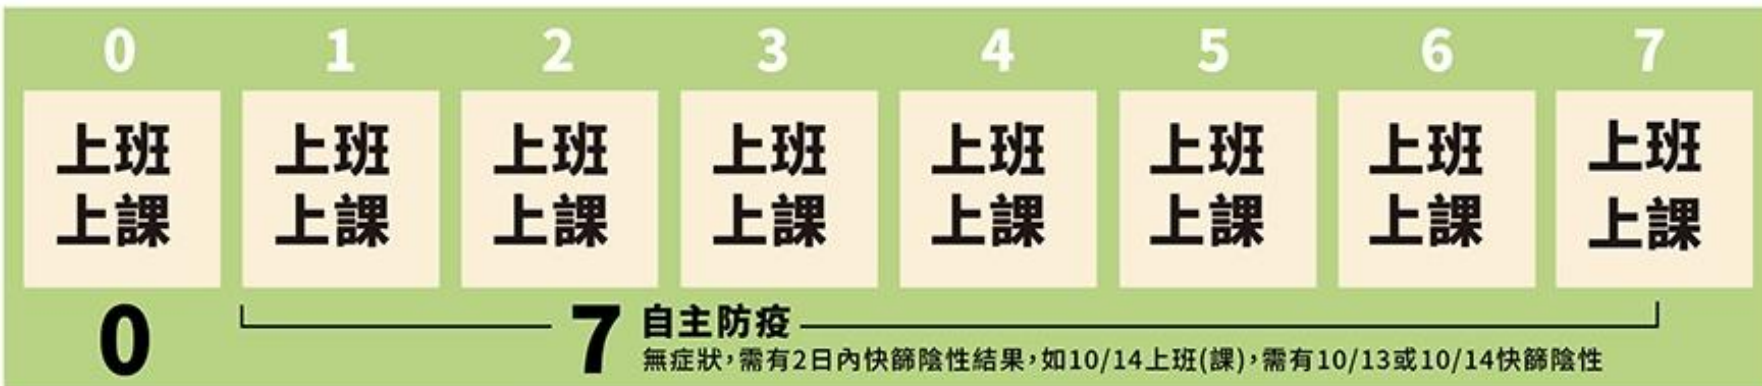 0 1 2 3 4 5 6 7
上班 上班 上班 上班 上班 上班 上班 上班
上課 上課 上課 上課 上課 上課 上課 上課
0 7 自主防疫
無症狀,需有2日內快篩陰性結果,如10/14上班(課),需有10/13或10/14快篩陰性